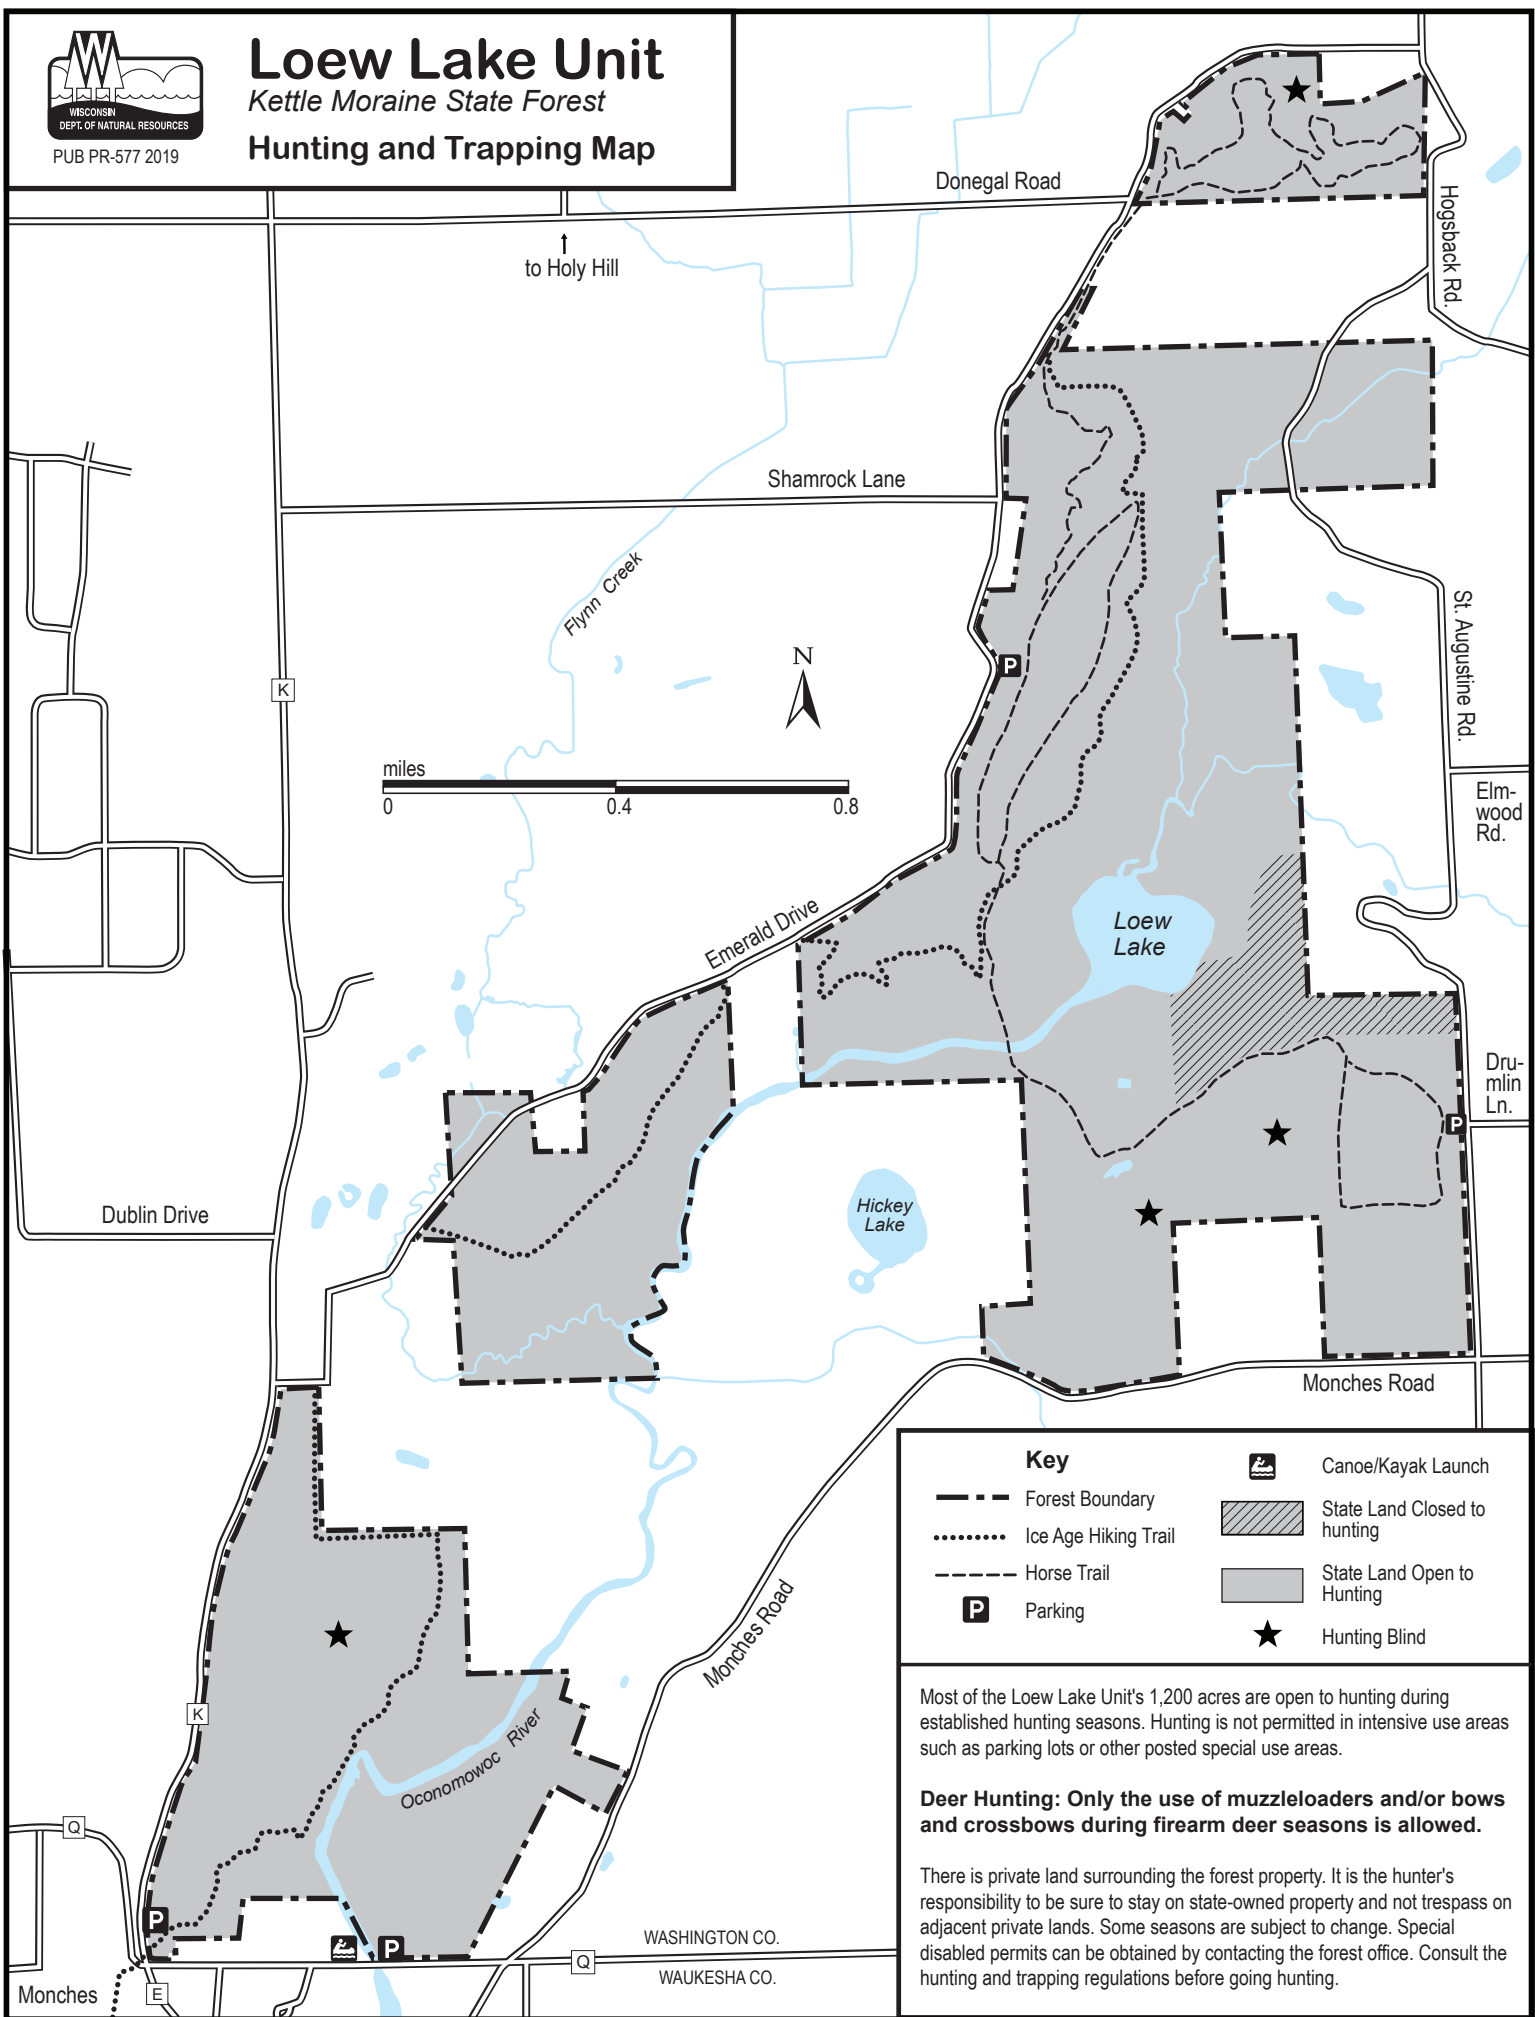 WISCONSIN
DEPT. OF NATURAL RESOURCES
PUB PR-577 2019
Loew Lake Unit
Kettle Moraine State Forest
Hunting and Trapping Map
Donegal Road
to Holy Hill
Hogsback Rd.
Shamrock Lane
Flynn Creek
St. Augustine Rd.
N
P
K
miles
0
0.4
0.8
Elm-
wood
Rd.
Emerald Drive
Loew
Lake
Dru-
mlin
Ln.
P
Dublin Drive
Hickey
Lake
Monches Road
Monches Road
K
Oconomowoc River
Q
P
P
WASHINGTON CO.
Q
WAUKESHA CO.
Monches
E
Key
Forest Boundary
Ice Age Hiking Trail
Horse Trail
P
Parking
Canoe/Kayak Launch
State Land Closed to
hunting
State Land Open to
Hunting
Hunting Blind
Most of the Loew Lake Unit's 1,200 acres are open to hunting during
established hunting seasons. Hunting is not permitted in intensive use areas
such as parking lots or other posted special use areas.
Deer Hunting: Only the use of muzzleloaders and/or bows
and crossbows during firearm deer seasons is allowed.
There is private land surrounding the forest property. It is the hunter's
responsibility to be sure to stay on state-owned property and not trespass on
adjacent private lands. Some seasons are subject to change. Special
disabled permits can be obtained by contacting the forest office. Consult the
hunting and trapping regulations before going hunting.